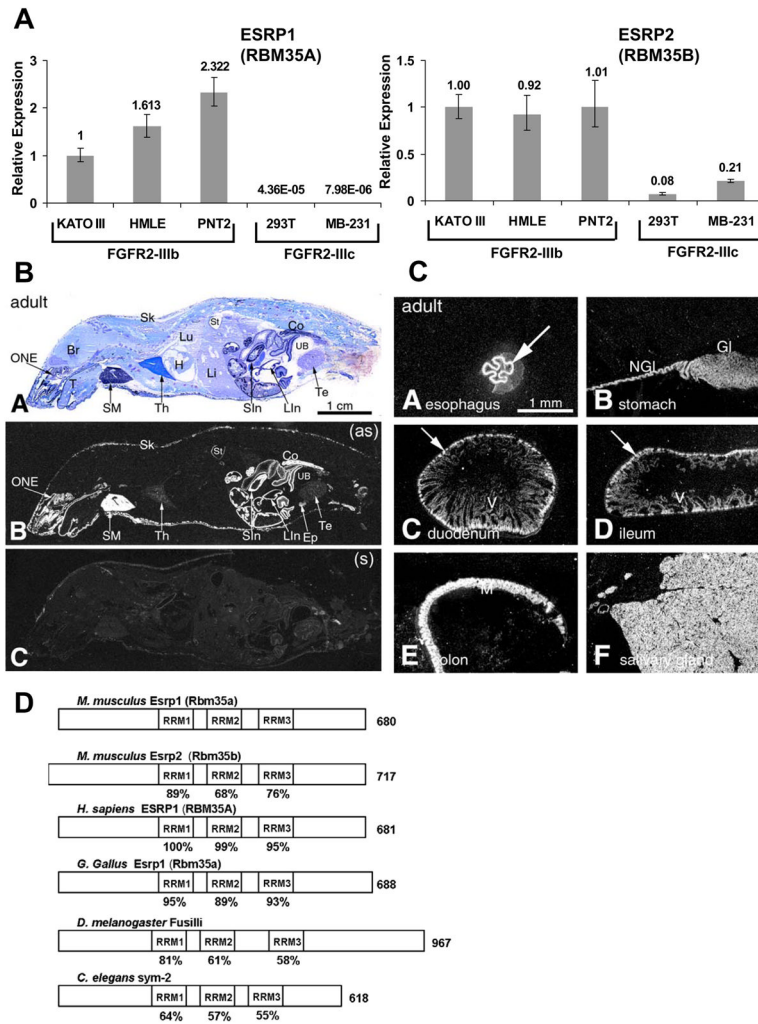 A
ESRP1
(RBM35A)
Relative Expression
3
2
1
0
1
1.613
2.322
4.36E-05
7.98E-06
KATO III HMLE PNT2 293T MB-231
FGFR2-IIIb FGFR2-IIIc
ESRP2
(RBM35B)
Relative Expression
1.5
1
0.5
0
1.00
0.92
1.01
0.08
0.21
KATO III HMLE PNT2 293T MB-231
FGFR2-IIIb FGFR2-IIIc
B
adult
Sk
St
Co
Lu
UB
Br
ONE
H
Li
T
Te
A
SM
Th
SIn
LIn
1 cm
(as)
Sk
St
Co
ONE
UB
T
B
SM
Th
SIn
LIn
Ep
Te
(s)
C
C
adult
A esophagus
1 mm
Gl
NGl
B stomach
V
C duodenum
V
D ileum
M
E colon
F salivary gland
D
M. musculus Esrp1 (Rbm35a)
RRM1 RRM2 RRM3 680
M. musculus Esrp2 (Rbm35b)
RRM1 RRM2 RRM3 717
89% 68% 76%
H. sapiens ESRP1 (RBM35A)
RRM1 RRM2 RRM3 681
100% 99% 95%
G. Gallus Esrp1 (Rbm35a)
RRM1 RRM2 RRM3 688
95% 89% 93%
D. melanogaster Fusilli
RRM1 RRM2 RRM3 967
81% 61% 58%
C. elegans sym-2
RRM1 RRM2 RRM3 618
64% 57% 55%